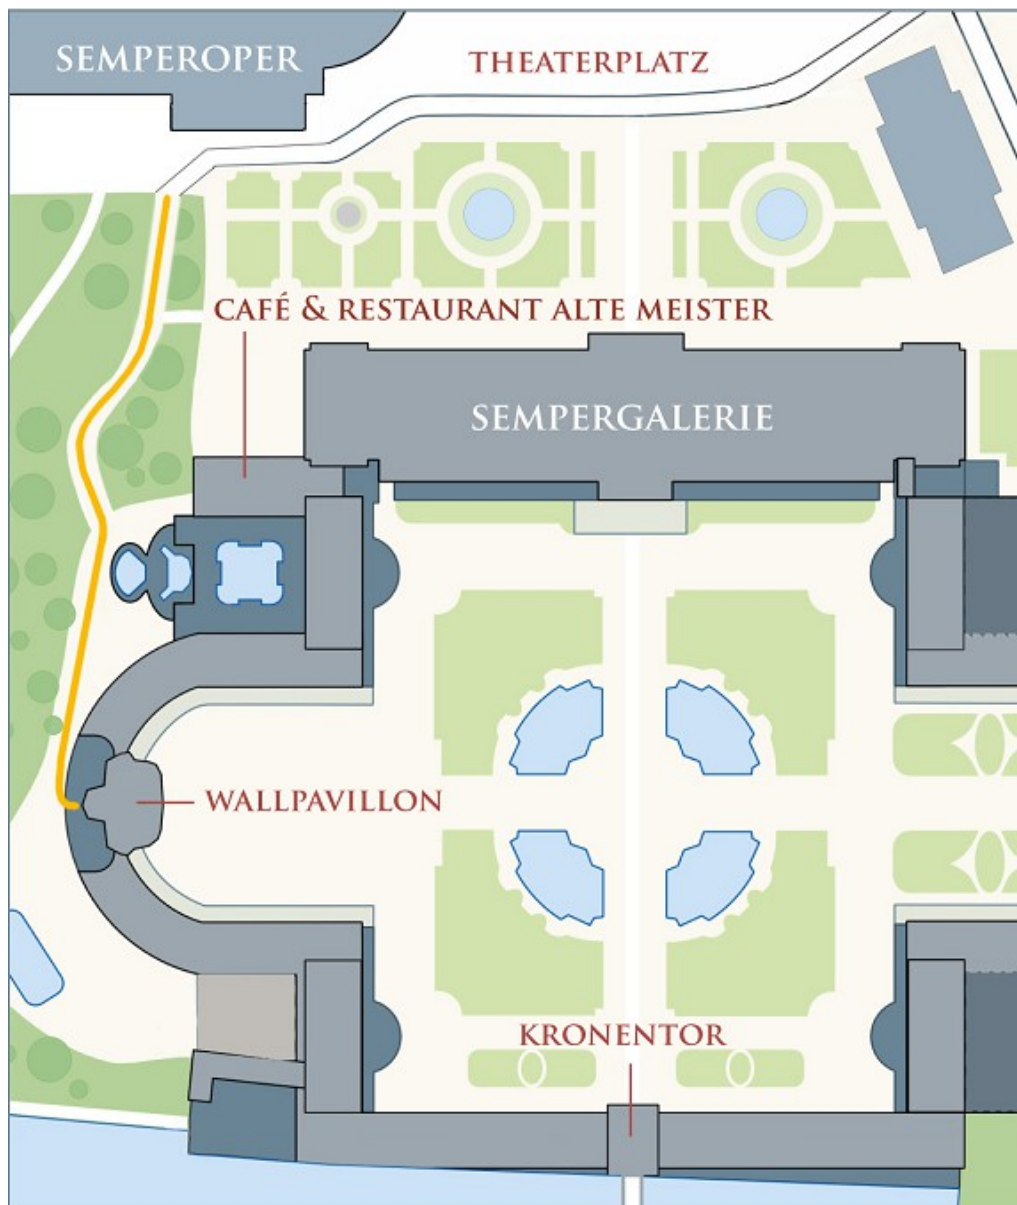 SEMPEROPER
THEATERPLATZ
CAFÉ & RESTAURANT ALTE MEISTER
SEMPERGALERIE
WALLPAVILLON
KRONENTOR